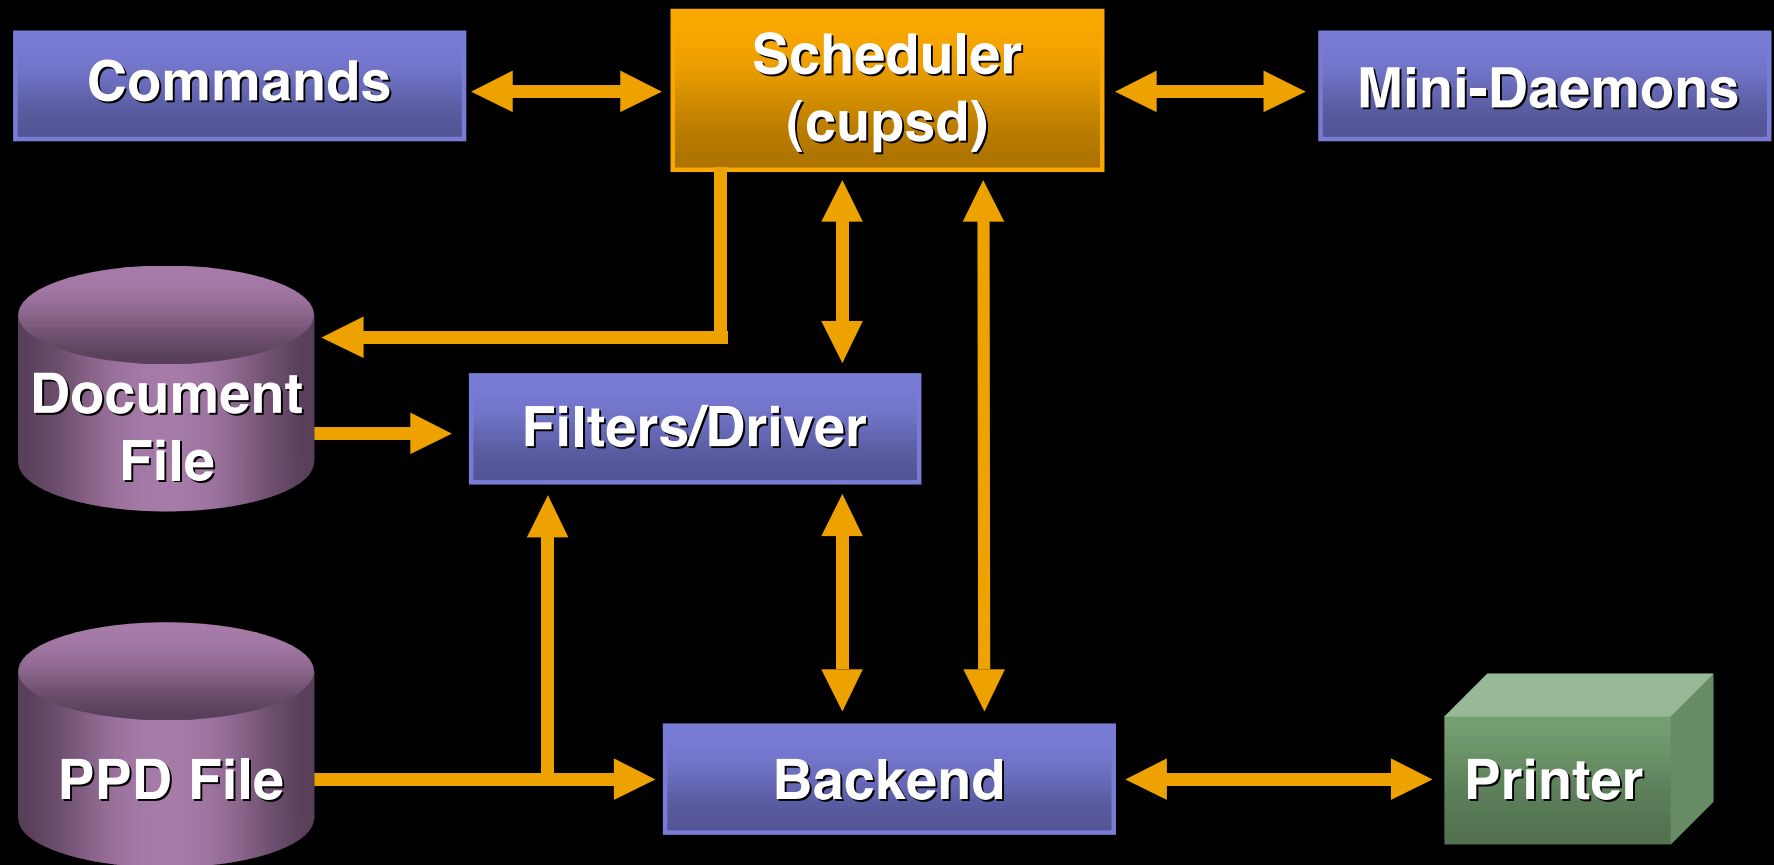 Commands
Scheduler
(cupsd)
Mini-Daemons
Document
File
Filters/Driver
PPD File
Backend
Printer